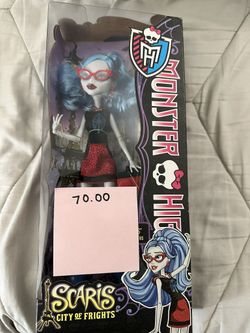 MONSTER HIGH
70.00
SCARIS
CITY OF FRIGHTS